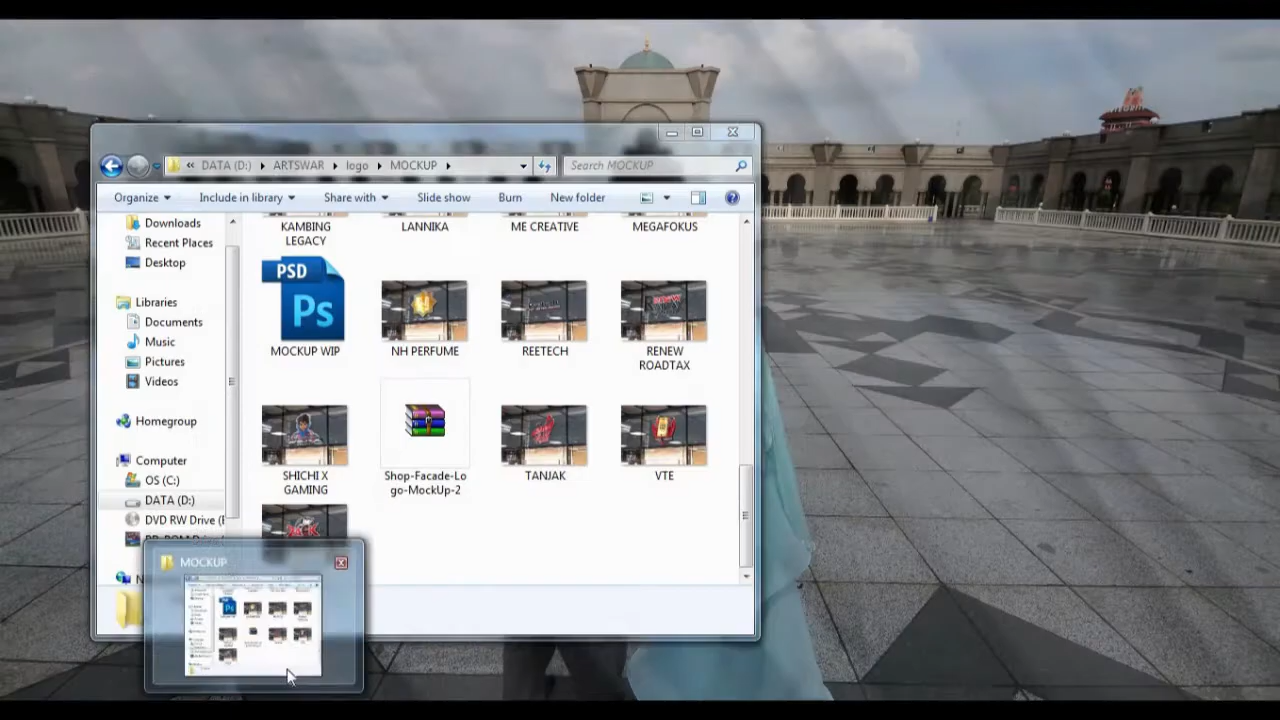 « DATA (D:) ▸ ARTSWAR ▸ logo ▸ MOCKUP ▸
Search MOCKUP
Organize Include in library Share with Slide show Burn New folder
Downloads
Recent Places
Desktop
Libraries
Documents
Music
Pictures
Videos
Homegroup
Computer
OS (C:)
DATA (D:)
DVD RW Drive (
KAMBING
LEGACY
LANNIKA
ME CREATIVE
MEGAFOKUS
PSD
Ps
MOCKUP WIP
NH PERFUME
REETECH
RENEW
ROADTAX
SHICHI X
GAMING
Shop-Facade-Lo
go-MockUp-2
TANJAK
VTE
MOCKUP